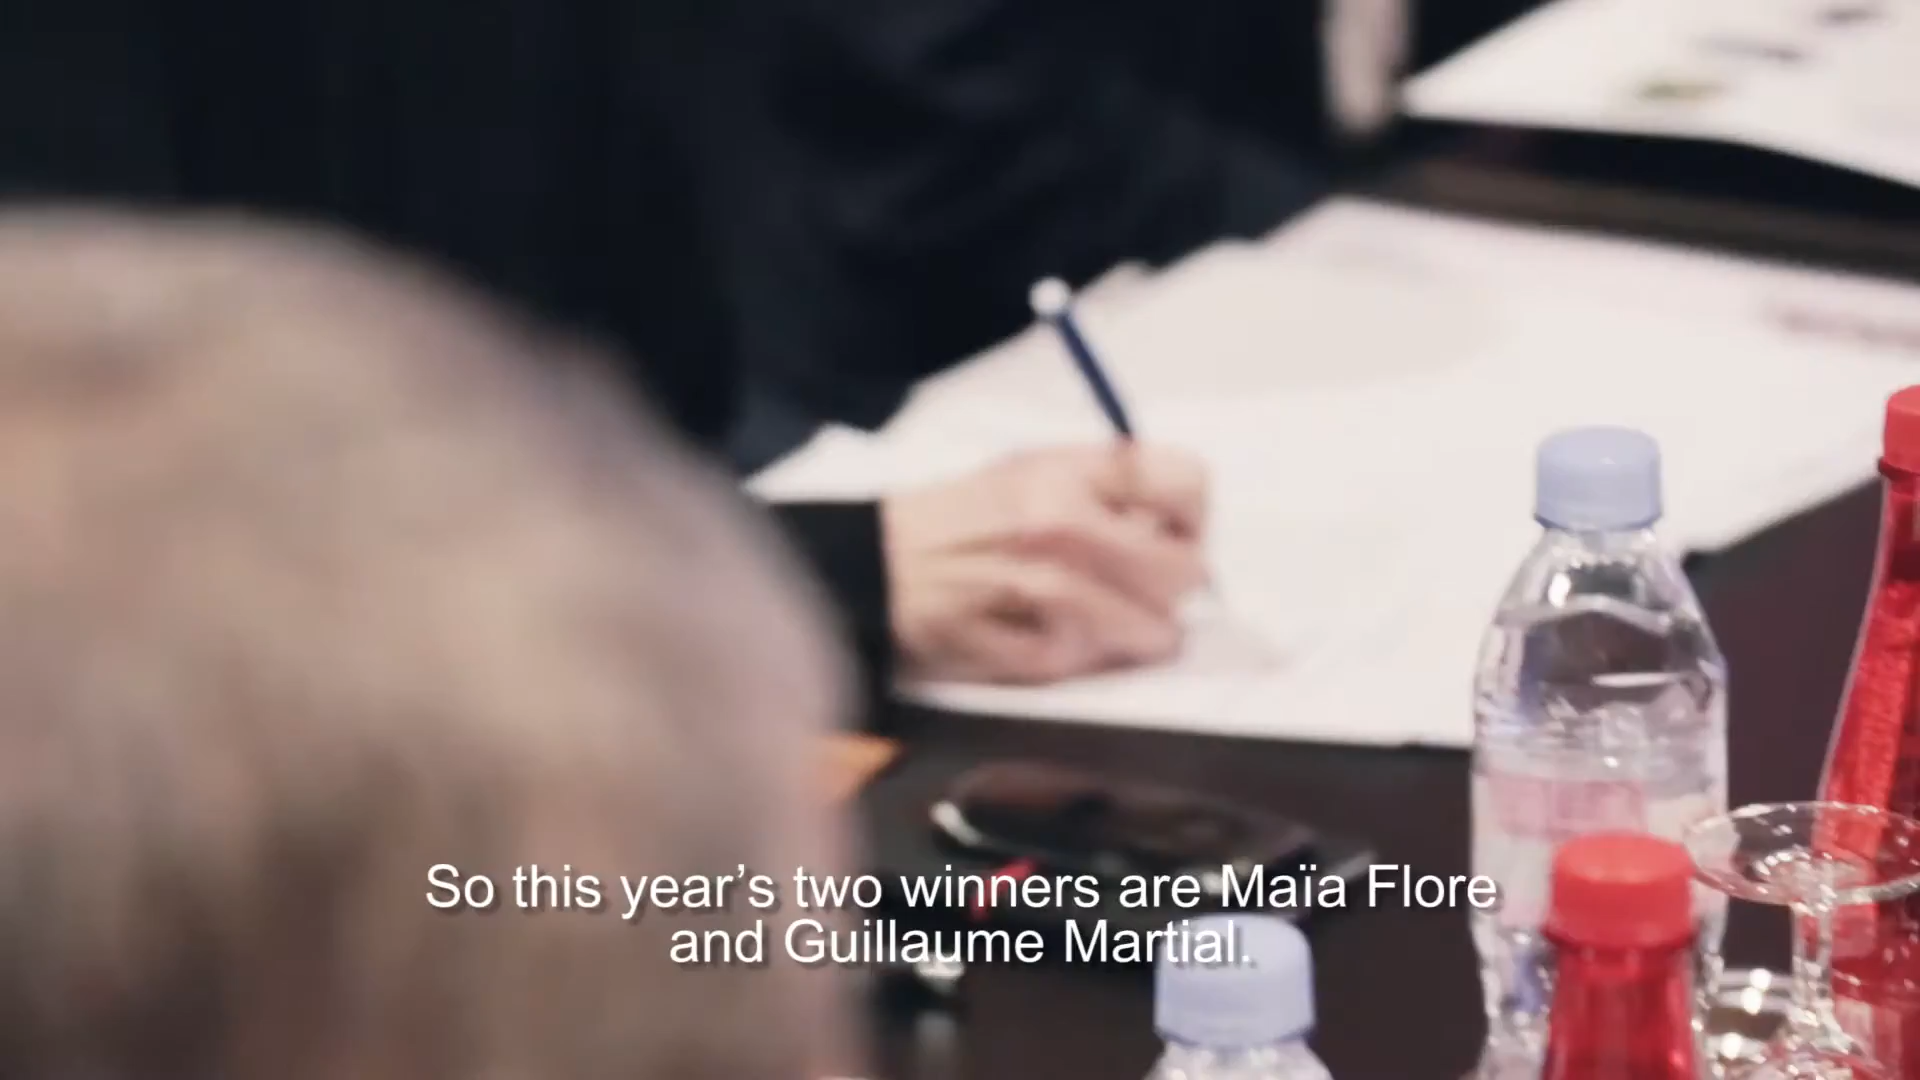 So this year’s two winners are Maïa Flore
and Guillaume Martial.